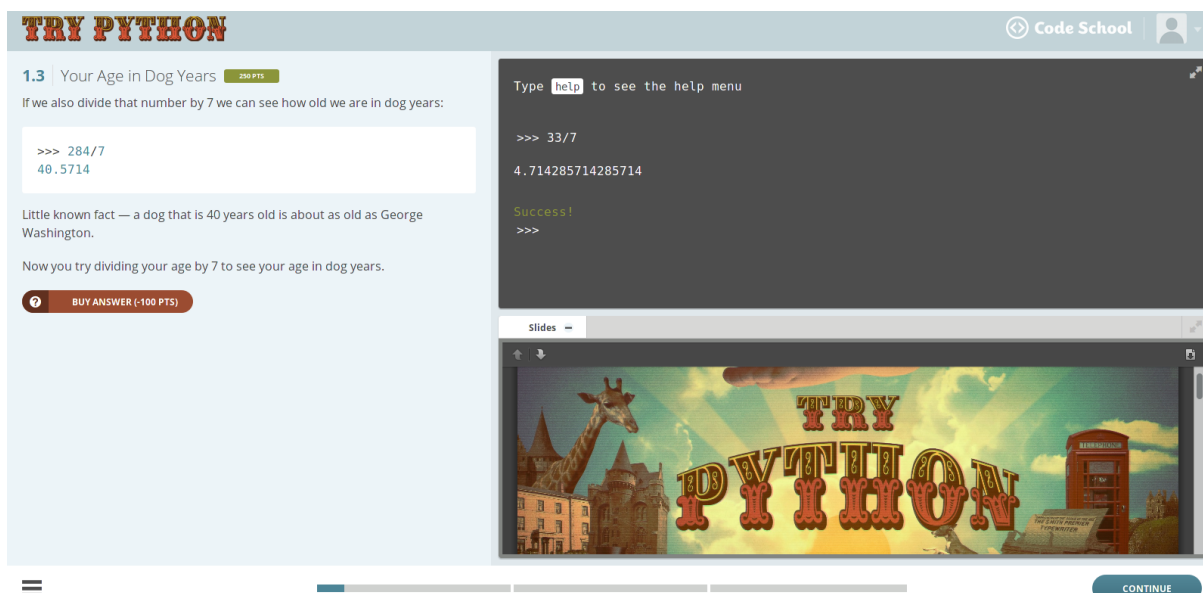 TRY PYTHON
Code School
1.3 Your Age in Dog Years 250 PTS
If we also divide that number by 7 we can see how old we are in dog years:
>>> 284/7
40.5714
Little known fact — a dog that is 40 years old is about as old as George
Washington.
Now you try dividing your age by 7 to see your age in dog years.
? BUY ANSWER (-100 PTS)
Type help to see the help menu
>>> 33/7
4.714285714285714
Success!
>>>
Slides
TRY
PYTHON
TELEPHONE
THE SMITH PREMIER
TYPEWRITER
CONTINUE